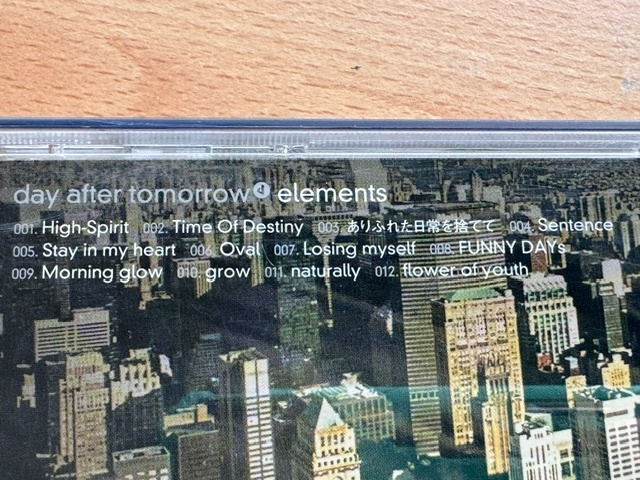 day after tomorrow elements
001. High-Spirit 002. Time Of Destiny 003. ありふれた日常を捨てて 004. Sentence
005. Stay in my heart 006. Oval 007. Losing myself 008. FUNNY DAYs
009. Morning glow 010. grow 011. naturally 012. flower of youth